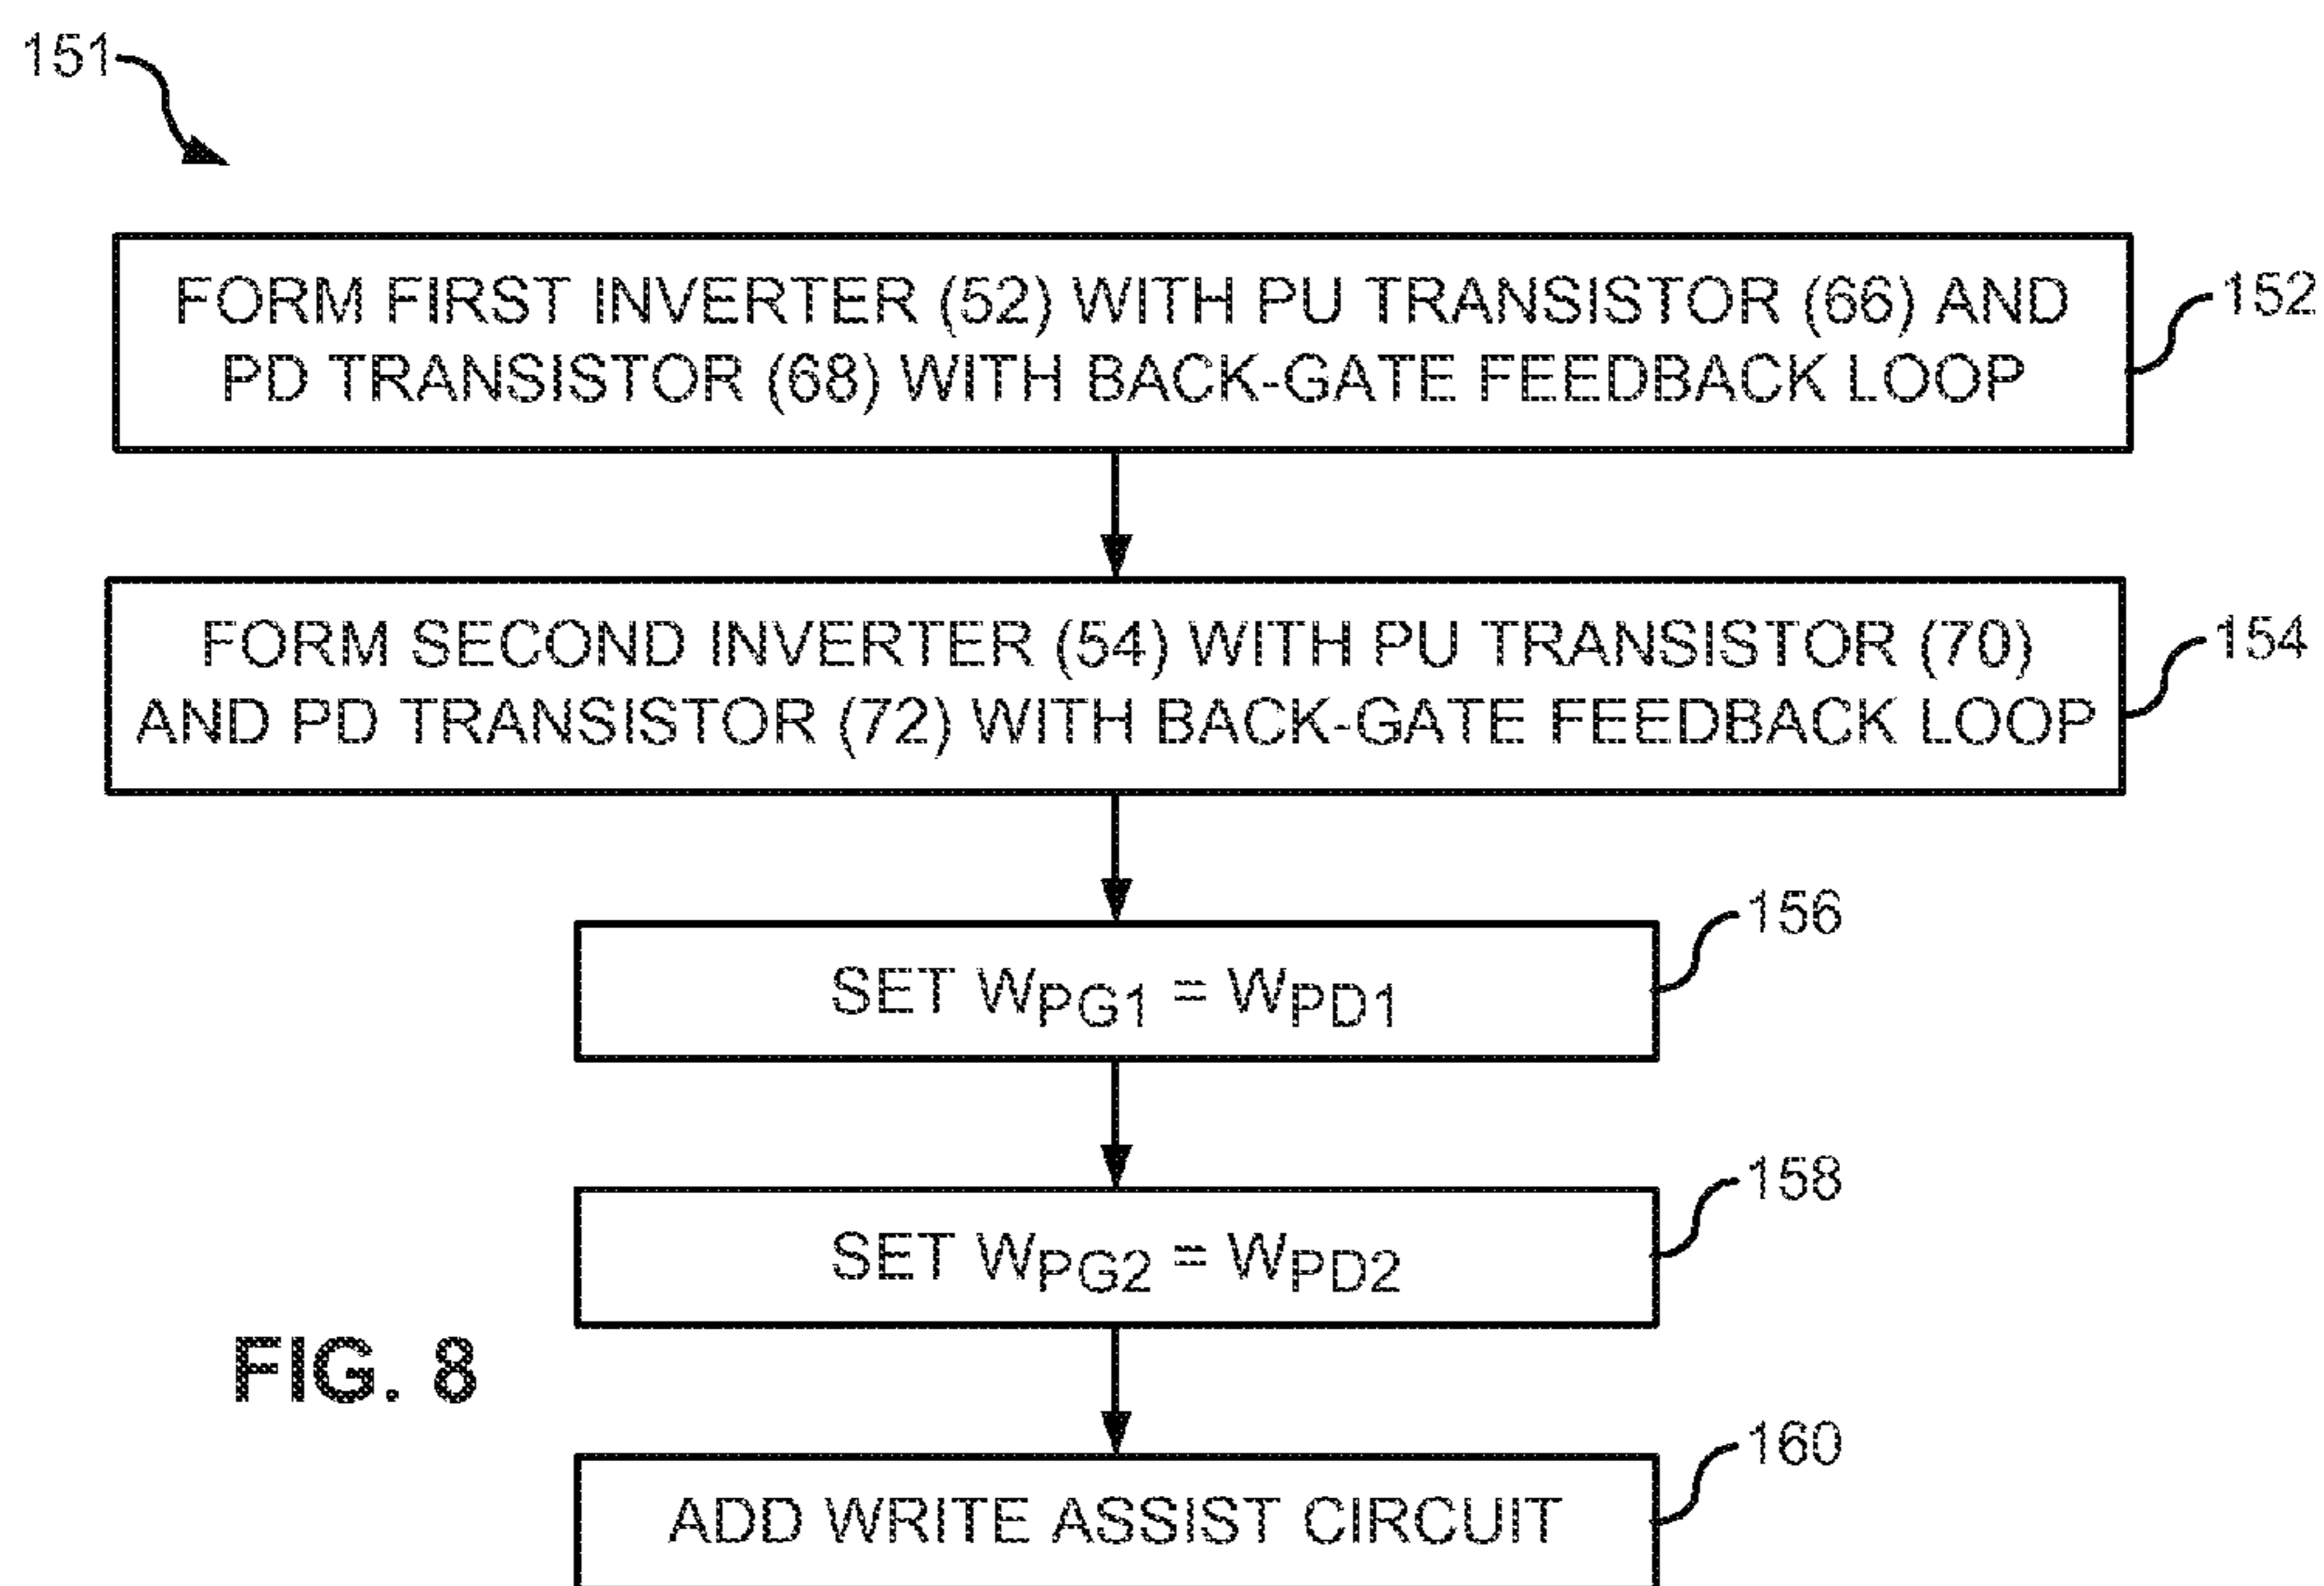 151
FORM FIRST INVERTER (52) WITH PU TRANSISTOR (66) AND
PD TRANSISTOR (68) WITH BACK-GATE FEEDBACK LOOP
152
FORM SECOND INVERTER (54) WITH PU TRANSISTOR (70)
AND PD TRANSISTOR (72) WITH BACK-GATE FEEDBACK LOOP
154
SET WPG1 = WPD1
156
SET WPG2 = WPD2
158
ADD WRITE ASSIST CIRCUIT
160
FIG. 8